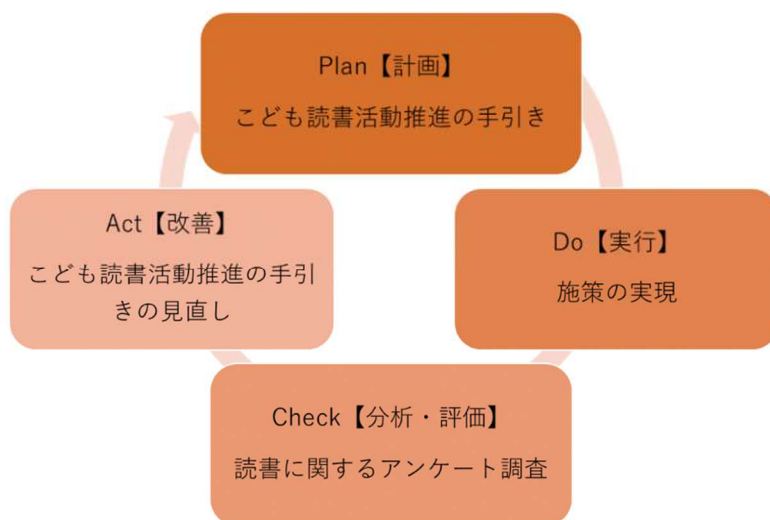 Plan【計画】
こども読書活動推進の手引き
Do【実行】
施策の実現
Check【分析・評価】
読書に関するアンケート調査
Act【改善】
こども読書活動推進の手引
きの見直し